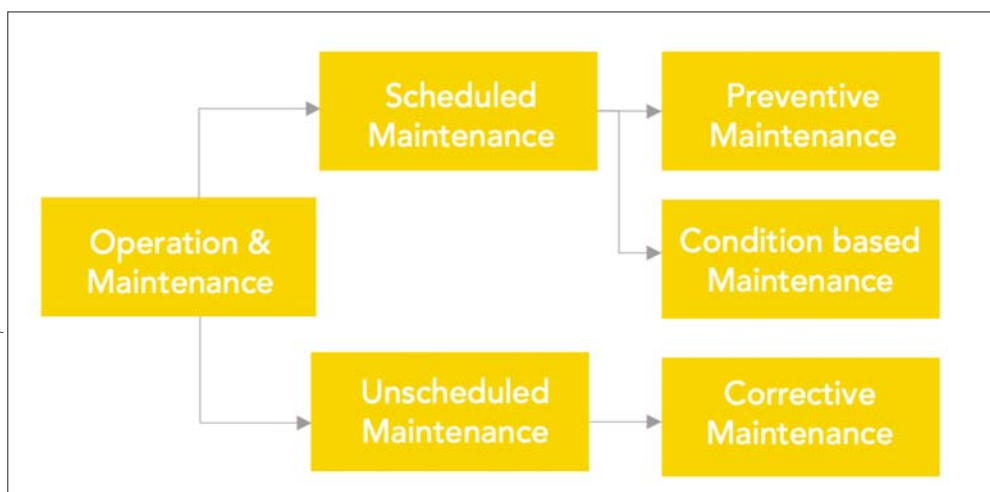 Scheduled
Maintenance
Preventive
Maintenance
Operation &
Maintenance
Condition based
Maintenance
Unscheduled
Maintenance
Corrective
Maintenance